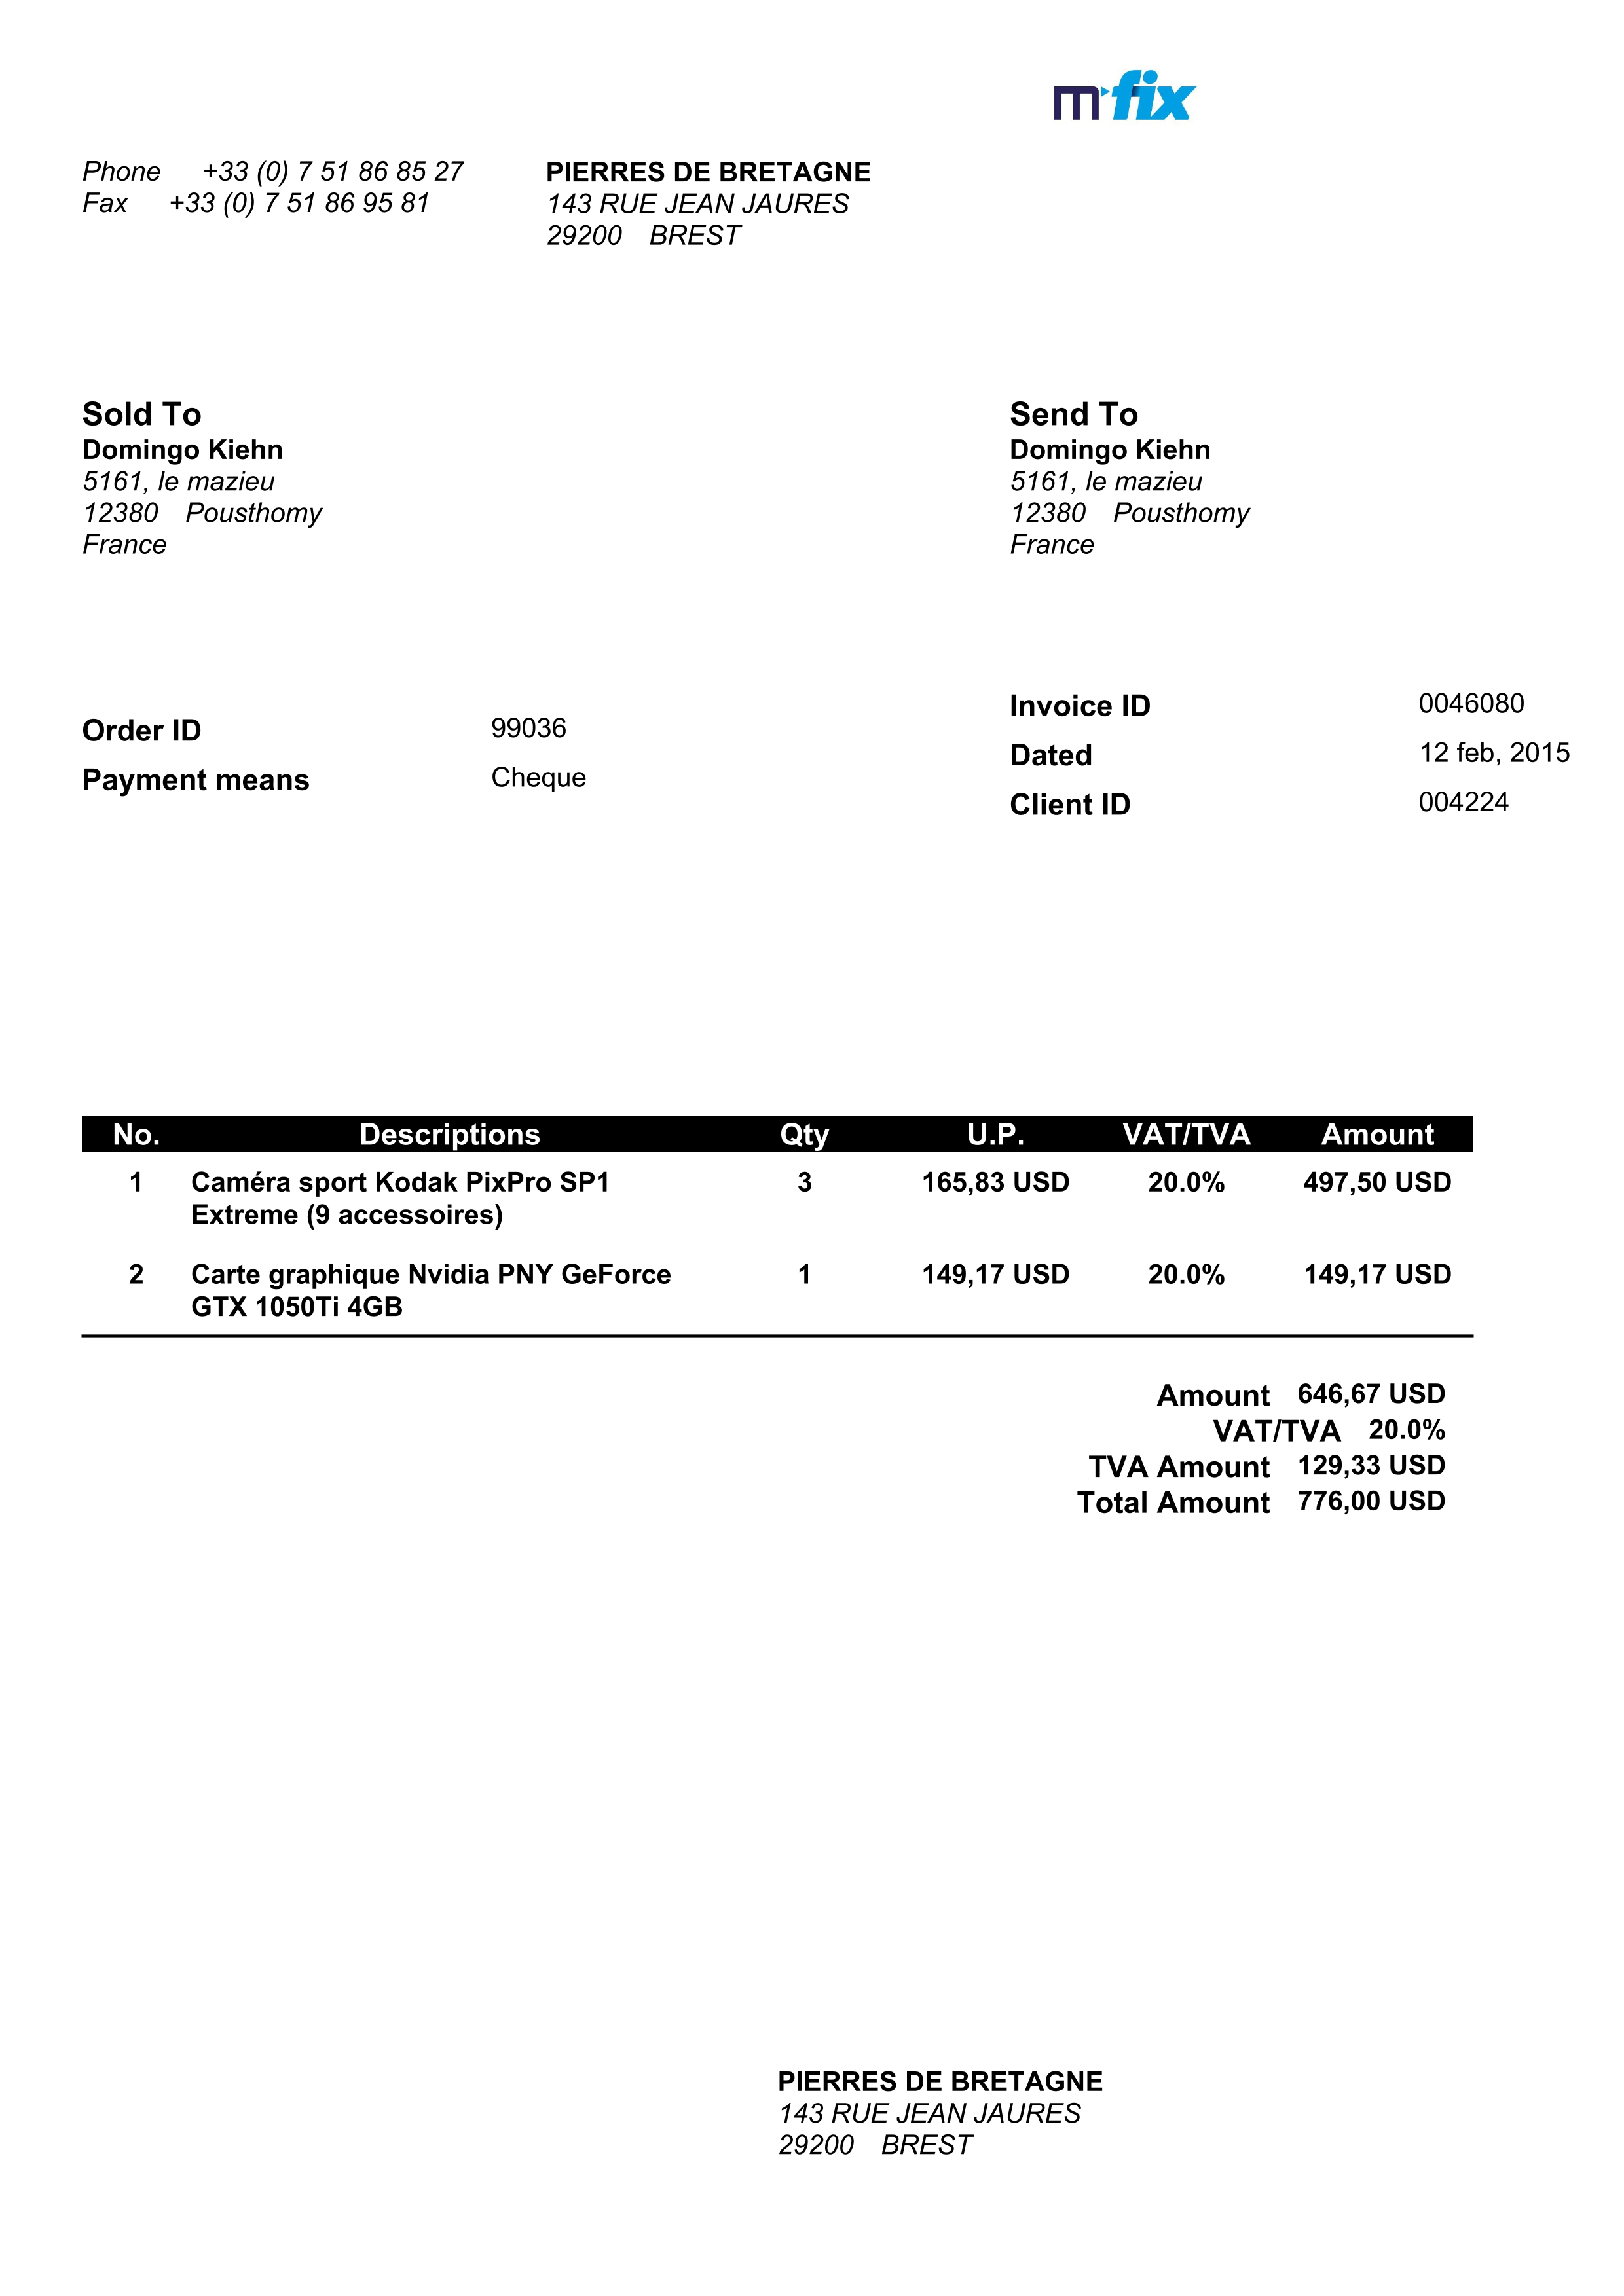 m fix
Phone +33 (0) 7 51 86 85 27
Fax +33 (0) 7 51 86 95 81
PIERRES DE BRETAGNE
143 RUE JEAN JAURES
29200 BREST
Sold To
Domingo Kiehn
5161, le mazieu
12380 Pousthomy
France
Send To
Domingo Kiehn
5161, le mazieu
12380 Pousthomy
France
Order ID 99036
Payment means Cheque
Invoice ID 0046080
Dated 12 feb, 2015
Client ID 004224
No. Descriptions Qty U.P. VAT/TVA Amount
1 Caméra sport Kodak PixPro SP1 3 165,83 USD 20.0% 497,50 USD
Extreme (9 accessoires)
2 Carte graphique Nvidia PNY GeForce 1 149,17 USD 20.0% 149,17 USD
GTX 1050Ti 4GB
Amount 646,67 USD
VAT/TVA 20.0%
TVA Amount 129,33 USD
Total Amount 776,00 USD
PIERRES DE BRETAGNE
143 RUE JEAN JAURES
29200 BREST